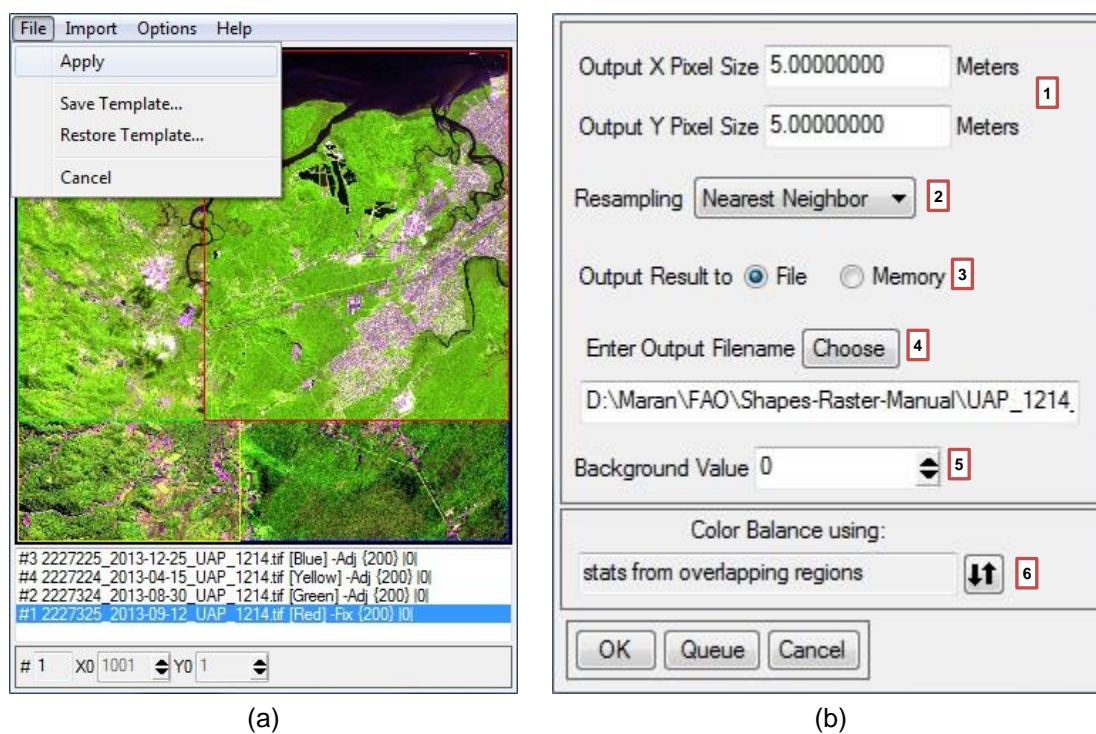 File Import Options Help
Apply
Save Template...
Restore Template...
Cancel
#3 2227225_2013-12-25_UAP_1214.tif [Blue] -Adj {200} |0|
#4 2227224_2013-04-15_UAP_1214.tif [Yellow] -Adj {200} |0|
#2 2227324_2013-08-30_UAP_1214.tif [Green] -Adj {200} |0|
#1 2227325_2013-09-12_UAP_1214.tif [Red] -Fix {200} |0|
# 1 X0 1001 Y0 1
(a)
Output X Pixel Size 5.00000000 Meters
1
Output Y Pixel Size 5.00000000 Meters
Resampling Nearest Neighbor 2
Output Result to File Memory 3
Enter Output Filename Choose 4
D:\Maran\FAO\Shapes-Raster-Manual\UAP_1214_
Background Value 0 5
Color Balance using:
stats from overlapping regions 6
OK Queue Cancel
(b)